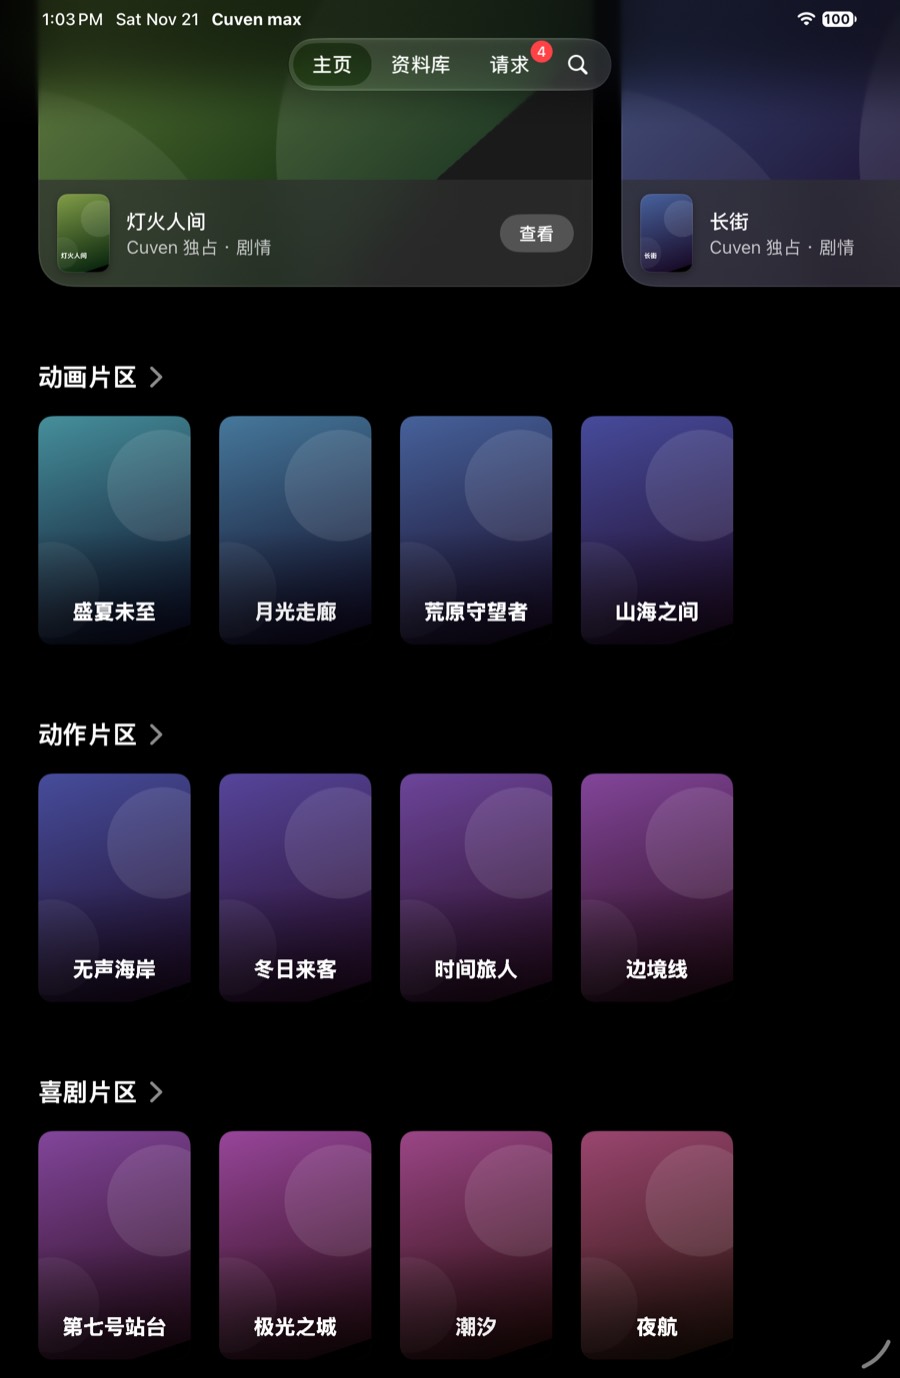 1:03 PM Sat Nov 21 Cuven max 100
主页 资料库 请求 4
灯火人间
灯火人间
Cuven 独占 · 剧情
查看
长街
长街
Cuven 独占 · 剧情
动画片区
盛夏未至
月光走廊
荒原守望者
山海之间
动作片区
无声海岸
冬日来客
时间旅人
边境线
喜剧片区
第七号站台
极光之城
潮汐
夜航